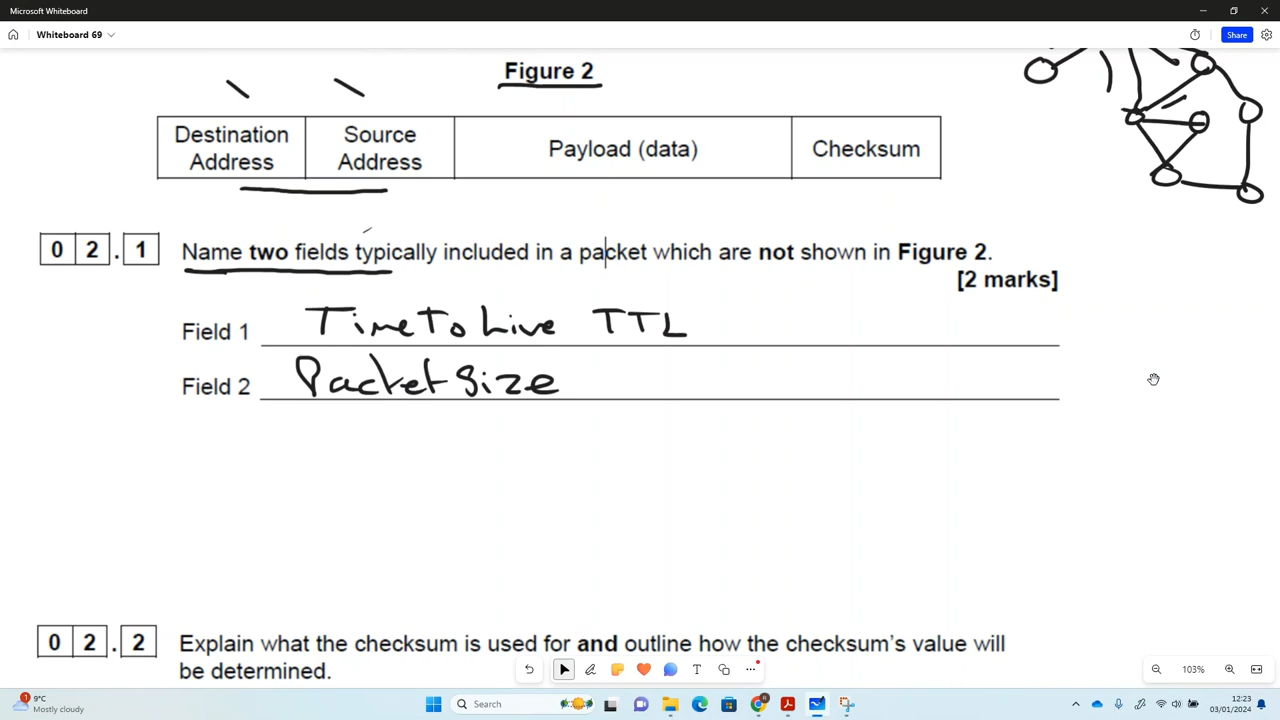 Microsoft Whiteboard
Whiteboard 69
Share
Figure 2
Destination Address
Source Address
Payload (data)
Checksum
0 2 . 1 Name two fields typically included in a packet which are not shown in Figure 2.
[2 marks]
Field 1 Time To Live TTL
Field 2 Packet Size
0 2 . 2 Explain what the checksum is used for and outline how the checksum's value will
be determined.
103%
9°C
Mostly cloudy
Search
12:23
03/01/2024